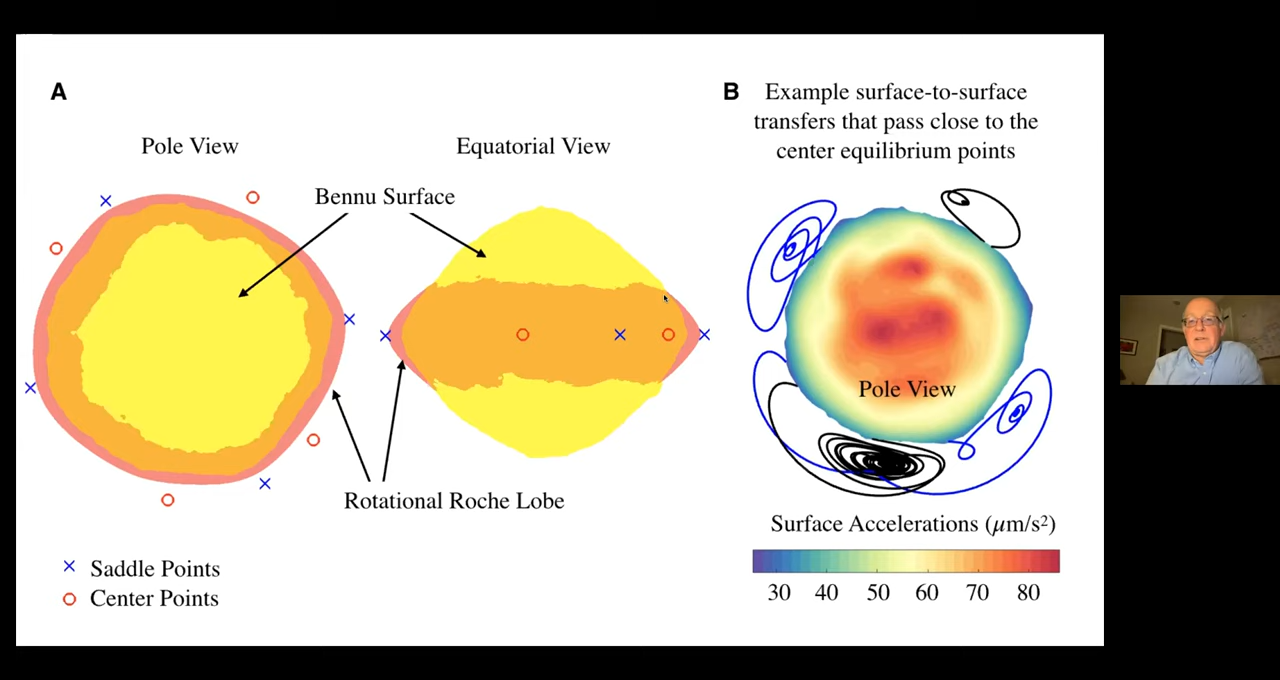 A
Pole View
Equatorial View
Bennu Surface
Rotational Roche Lobe
Saddle Points
Center Points
B
Example surface-to-surface
transfers that pass close to the
center equilibrium points
Pole View
Surface Accelerations (μm/s²)
30 40 50 60 70 80